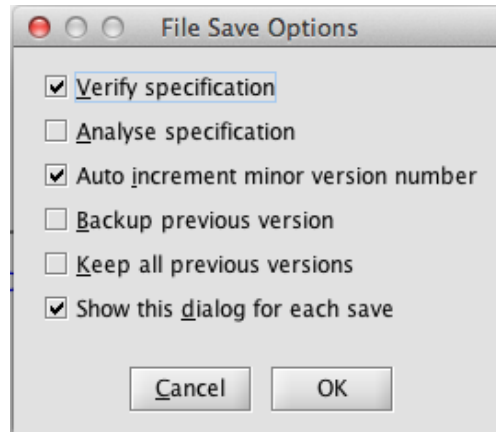 File Save Options
Verify specification
Analyse specification
Auto increment minor version number
Backup previous version
Keep all previous versions
Show this dialog for each save
Cancel OK